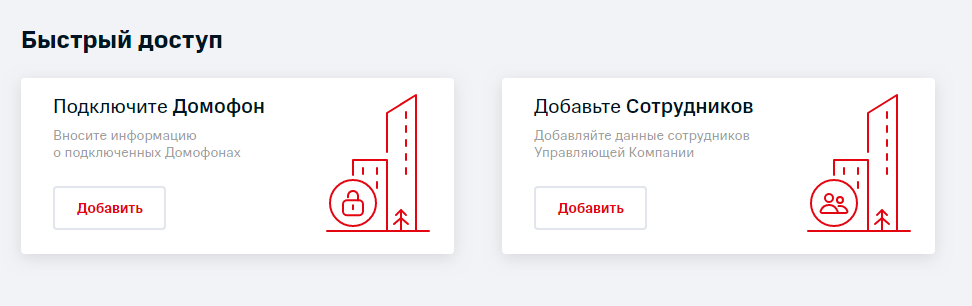 Быстрый доступ
Подключите Домофон
Вносите информацию
о подключенных Домофонах
Добавить
Добавьте Сотрудников
Добавляйте данные сотрудников
Управляющей Компании
Добавить